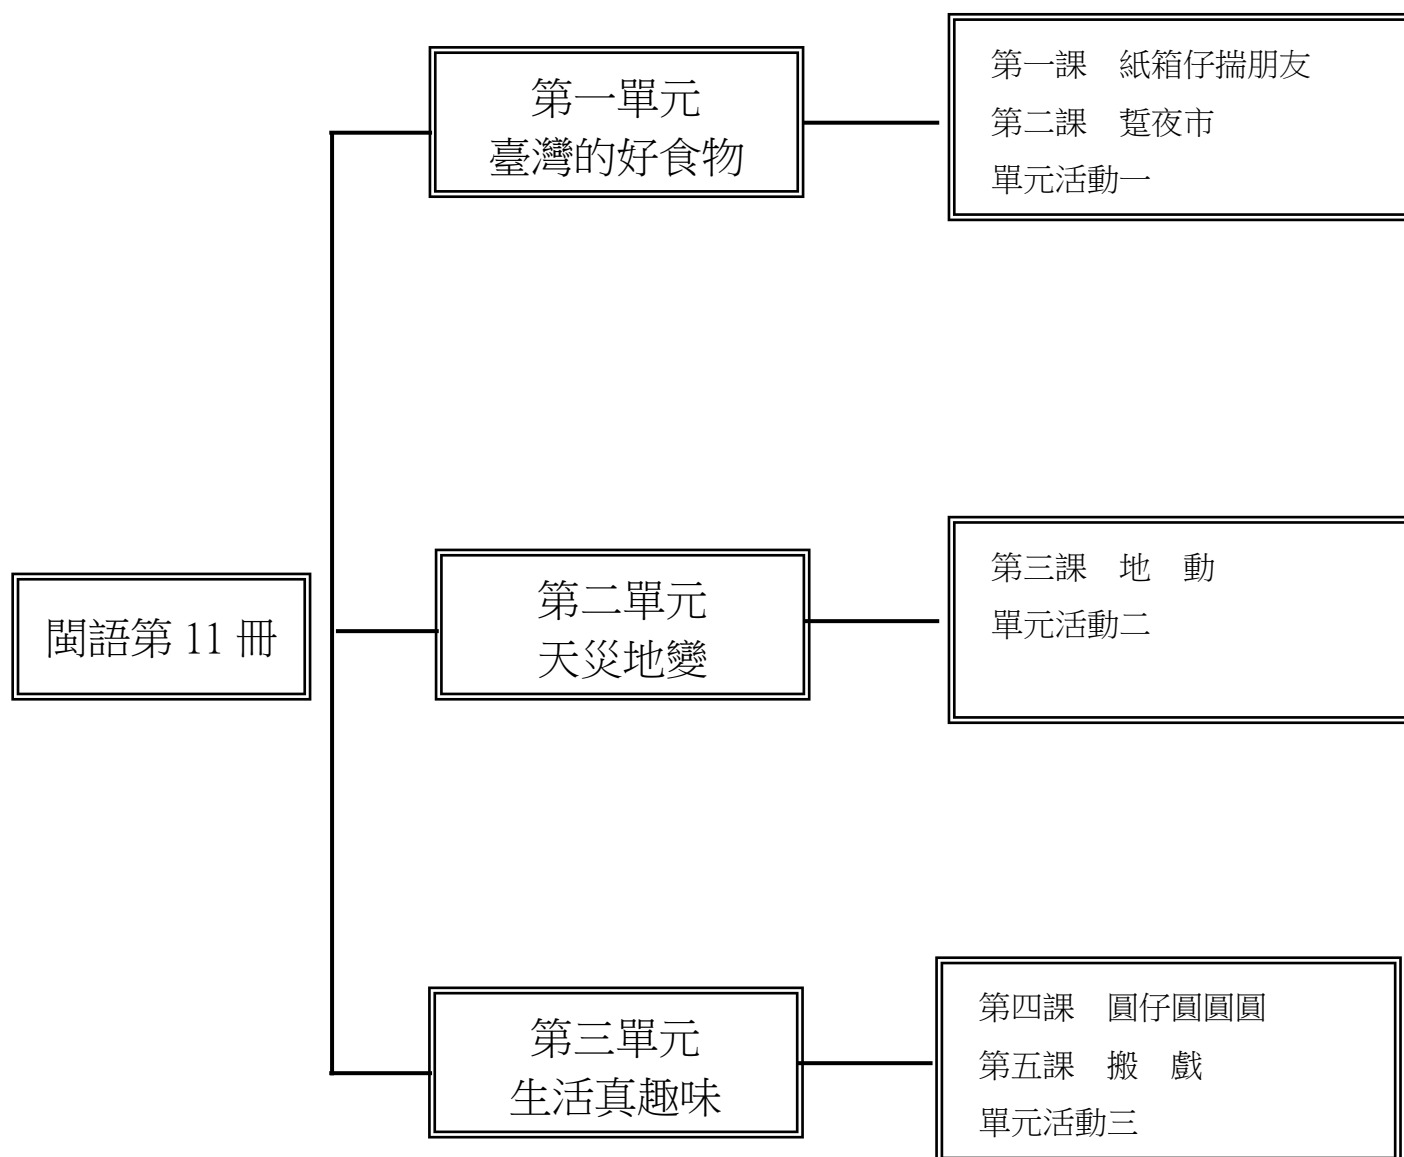 閩語第 11 冊
第一單元
臺灣的好食物
第一課　紙箱仔揣朋友
第二課　踅夜市
單元活動一
第二單元
天災地變
第三課　地　動
單元活動二
第三單元
生活真趣味
第四課　圓仔圓圓圓
第五課　搬　戲
單元活動三